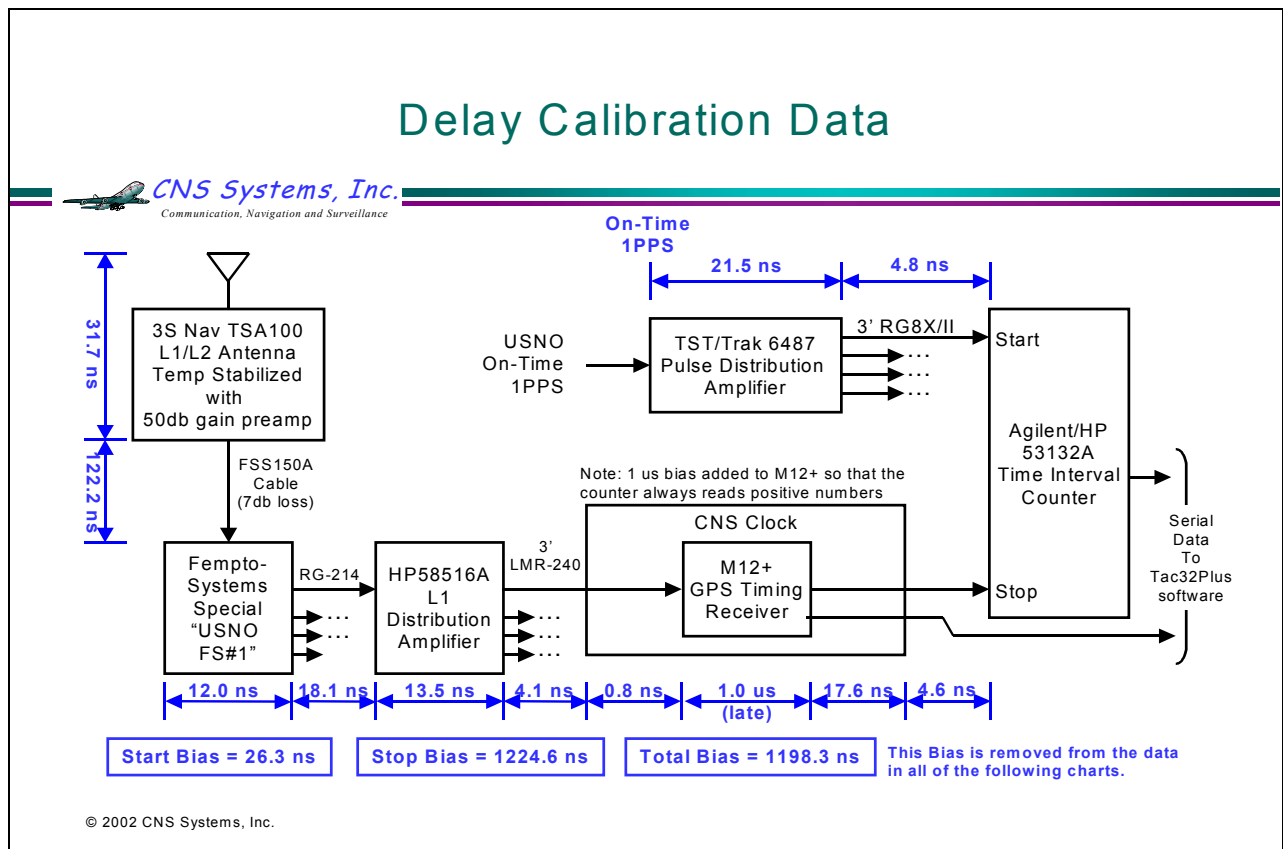 Delay Calibration Data
CNS Systems, Inc.
Communication, Navigation and Surveillance
On-Time
1PPS
21.5 ns
4.8 ns
31.7 ns
122.2 ns
3S Nav TSA100
L1/L2 Antenna
Temp Stabilized
with
50db gain preamp
USNO
On-Time
1PPS
TST/Trak 6487
Pulse Distribution
Amplifier
3’ RG8X/II
...
...
...
Start
Agilent/HP
53132A
Time Interval
Counter
Stop
FSS150A
Cable
(7db loss)
Note: 1 us bias added to M12+ so that the
counter always reads positive numbers
CNS Clock
M12+
GPS Timing
Receiver
Serial
Data
To
Tac32Plus
software
Fempto-
Systems
Special
“USNO
FS#1”
RG-214
...
...
HP58516A
L1
Distribution
Amplifier
3’
LMR-240
...
...
...
12.0 ns
18.1 ns
13.5 ns
4.1 ns
0.8 ns
1.0 us
(late)
17.6 ns
4.6 ns
Start Bias = 26.3 ns
Stop Bias = 1224.6 ns
Total Bias = 1198.3 ns
This Bias is removed from the data
in all of the following charts.
© 2002 CNS Systems, Inc.